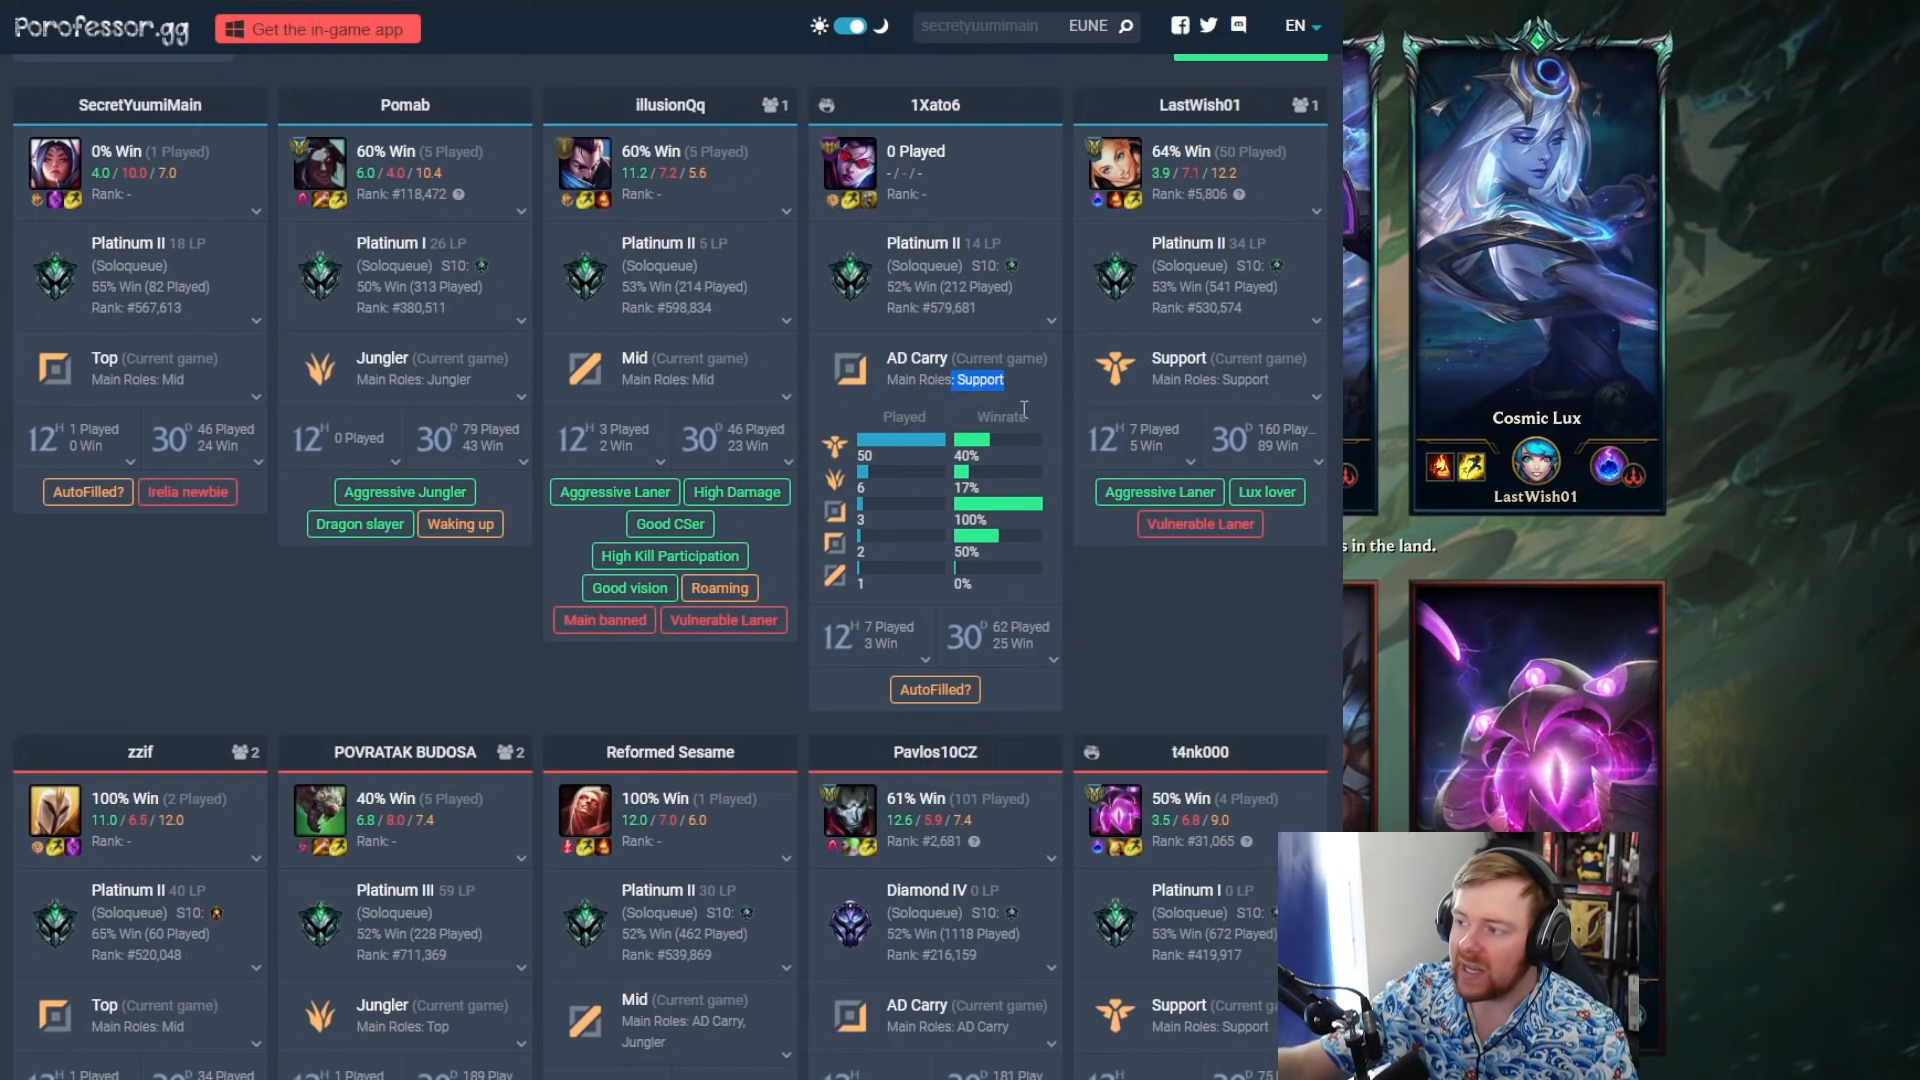 Porofessor.gg
Get the in-game app
secretyuumimain
EUNE
EN
SecretYuumiMain
0% Win (1 Played)
4.0 / 10.0 / 7.0
Rank: -
Platinum II 18 LP
(Soloqueue)
55% Win (82 Played)
Rank: #567,613
Top (Current game)
Main Roles: Mid
12H 1 Played
0 Win
30D 46 Played
24 Win
AutoFilled?
Irelia newbie
Pomab
60% Win (5 Played)
6.0 / 4.0 / 10.4
Rank: #118,472
Platinum I 26 LP
(Soloqueue) S10:
50% Win (313 Played)
Rank: #380,511
Jungler (Current game)
Main Roles: Jungler
12H 0 Played
30D 79 Played
43 Win
Aggressive Jungler
Dragon slayer
Waking up
illusionQq
1
60% Win (5 Played)
11.2 / 7.2 / 5.6
Rank: -
Platinum II 5 LP
(Soloqueue)
53% Win (214 Played)
Rank: #598,834
Mid (Current game)
Main Roles: Mid
12H 3 Played
2 Win
30D 46 Played
23 Win
Aggressive Laner
High Damage
Good CSer
High Kill Participation
Good vision
Roaming
Main banned
Vulnerable Laner
1Xato6
0 Played
- / - / -
Rank: -
Platinum II 14 LP
(Soloqueue) S10:
52% Win (212 Played)
Rank: #579,681
AD Carry (Current game)
Main Roles: Support
Played Winrate
50 40%
6 17%
3 100%
2 50%
1 0%
12H 7 Played
3 Win
30D 62 Played
25 Win
AutoFilled?
LastWish01
1
64% Win (50 Played)
3.9 / 7.1 / 12.2
Rank: #5,806
Platinum II 34 LP
(Soloqueue) S10:
53% Win (541 Played)
Rank: #530,574
Support (Current game)
Main Roles: Support
12H 7 Played
5 Win
30D 160 Play...
89 Win
Aggressive Laner
Lux lover
Vulnerable Laner
zzif
2
100% Win (2 Played)
11.0 / 6.5 / 12.0
Rank: -
Platinum II 40 LP
(Soloqueue) S10:
65% Win (60 Played)
Rank: #520,048
Top (Current game)
Main Roles: Mid
12H 1 Played
30D 34 Played
POVRATAK BUDOSA
2
40% Win (5 Played)
6.8 / 8.0 / 7.4
Rank: -
Platinum III 59 LP
(Soloqueue)
52% Win (228 Played)
Rank: #711,369
Jungler (Current game)
Main Roles: Top
12H 1 Played
30D 189 Play
Reformed Sesame
100% Win (1 Played)
12.0 / 7.0 / 6.0
Rank: -
Platinum II 30 LP
(Soloqueue) S10:
52% Win (462 Played)
Rank: #539,869
Mid (Current game)
Main Roles: AD Carry,
Jungler
Pavlos10CZ
61% Win (101 Played)
12.6 / 5.9 / 7.4
Rank: #2,681
Diamond IV 0 LP
(Soloqueue) S10:
52% Win (1118 Played)
Rank: #216,159
AD Carry (Current game)
Main Roles: AD Carry
12H
30D 181 Play
t4nk000
50% Win (4 Played)
3.5 / 6.8 / 9.0
Rank: #31,065
Platinum I 0 LP
(Soloqueue) S10:
53% Win (672 Played)
Rank: #419,917
Support (Current g
Main Roles: Support
12H
30D 75
Cosmic Lux
LastWish01
s in the land.